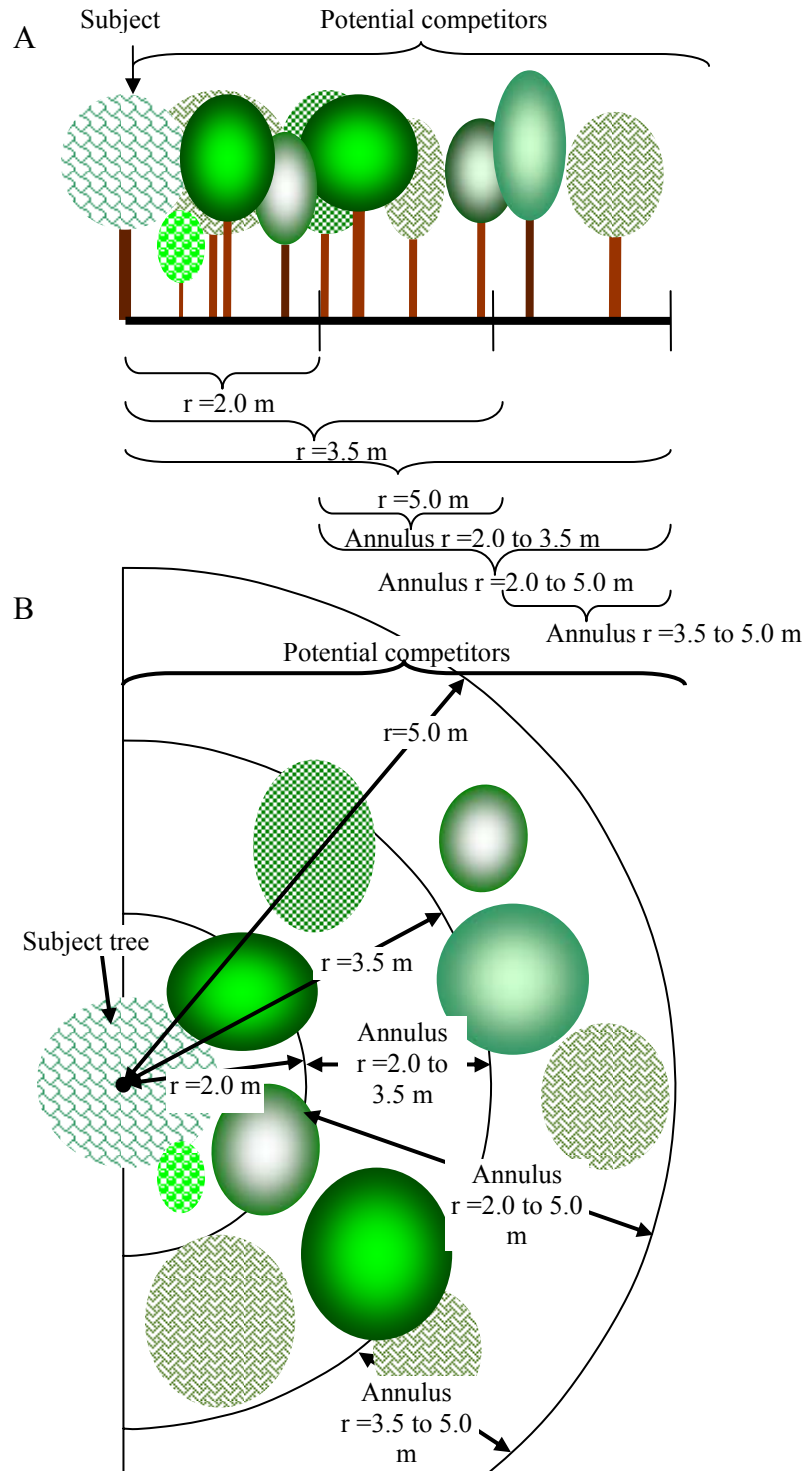 A
Subject
Potential competitors
r =2.0 m
r =3.5 m
r=5.0 m
Annulus r =2.0 to 3.5 m
Annulus r =2.0 to 5.0 m
Annulus r =3.5 to 5.0 m
B
Potential competitors
r=5.0 m
Subject tree
r =3.5 m
Annulus
r =2.0 to
3.5 m
r =2.0 m
Annulus
r =2.0 to 5.0
m
Annulus
r =3.5 to 5.0
m